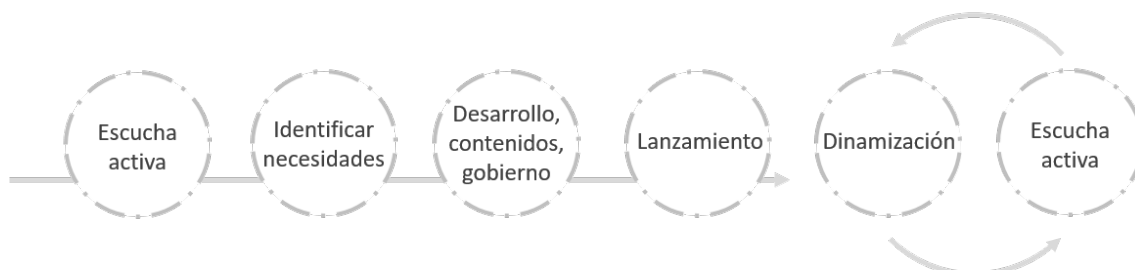 Escucha
activa
Identificar
necesidades
Desarrollo,
contenidos,
gobierno
Lanzamiento
Dinamización
Escucha
activa